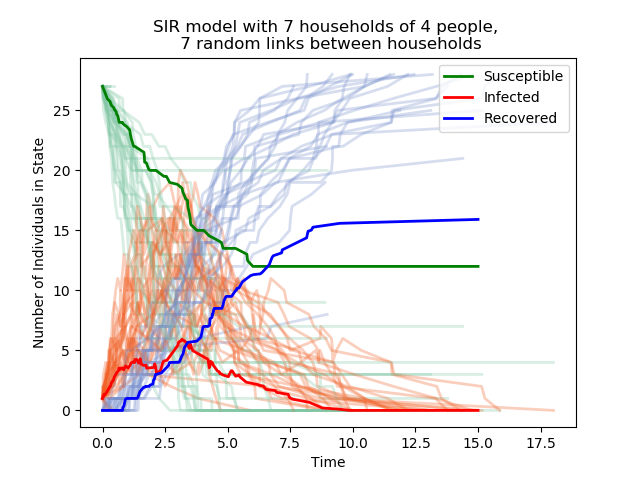 SIR model with 7 households of 4 people,
7 random links between households
Number of Individuals in State
25
20
15
10
5
0
Susceptible
Infected
Recovered
0.0 2.5 5.0 7.5 10.0 12.5 15.0 17.5
Time